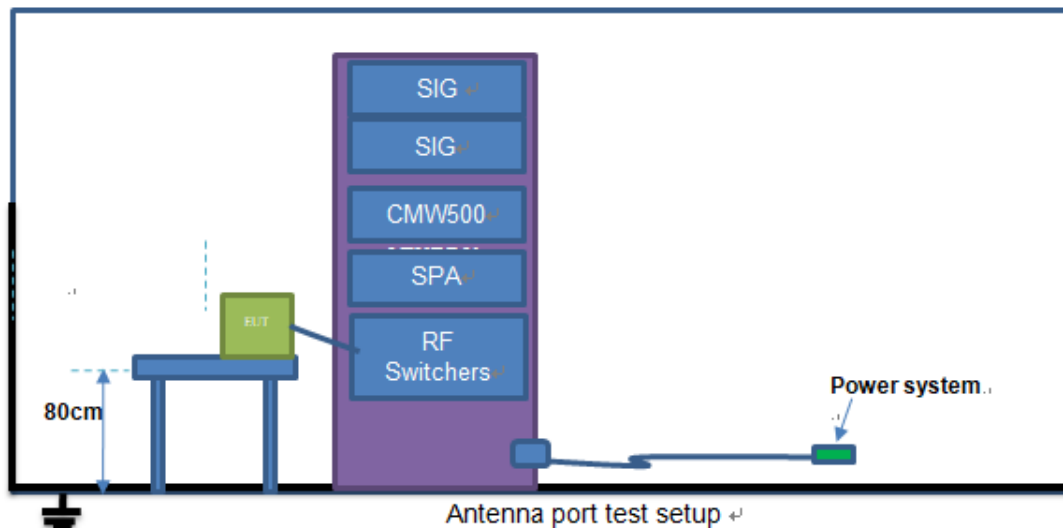 SIG
SIG
CMW500
SPA
EUT
RF
Switchers
80cm
Power system
Antenna port test setup